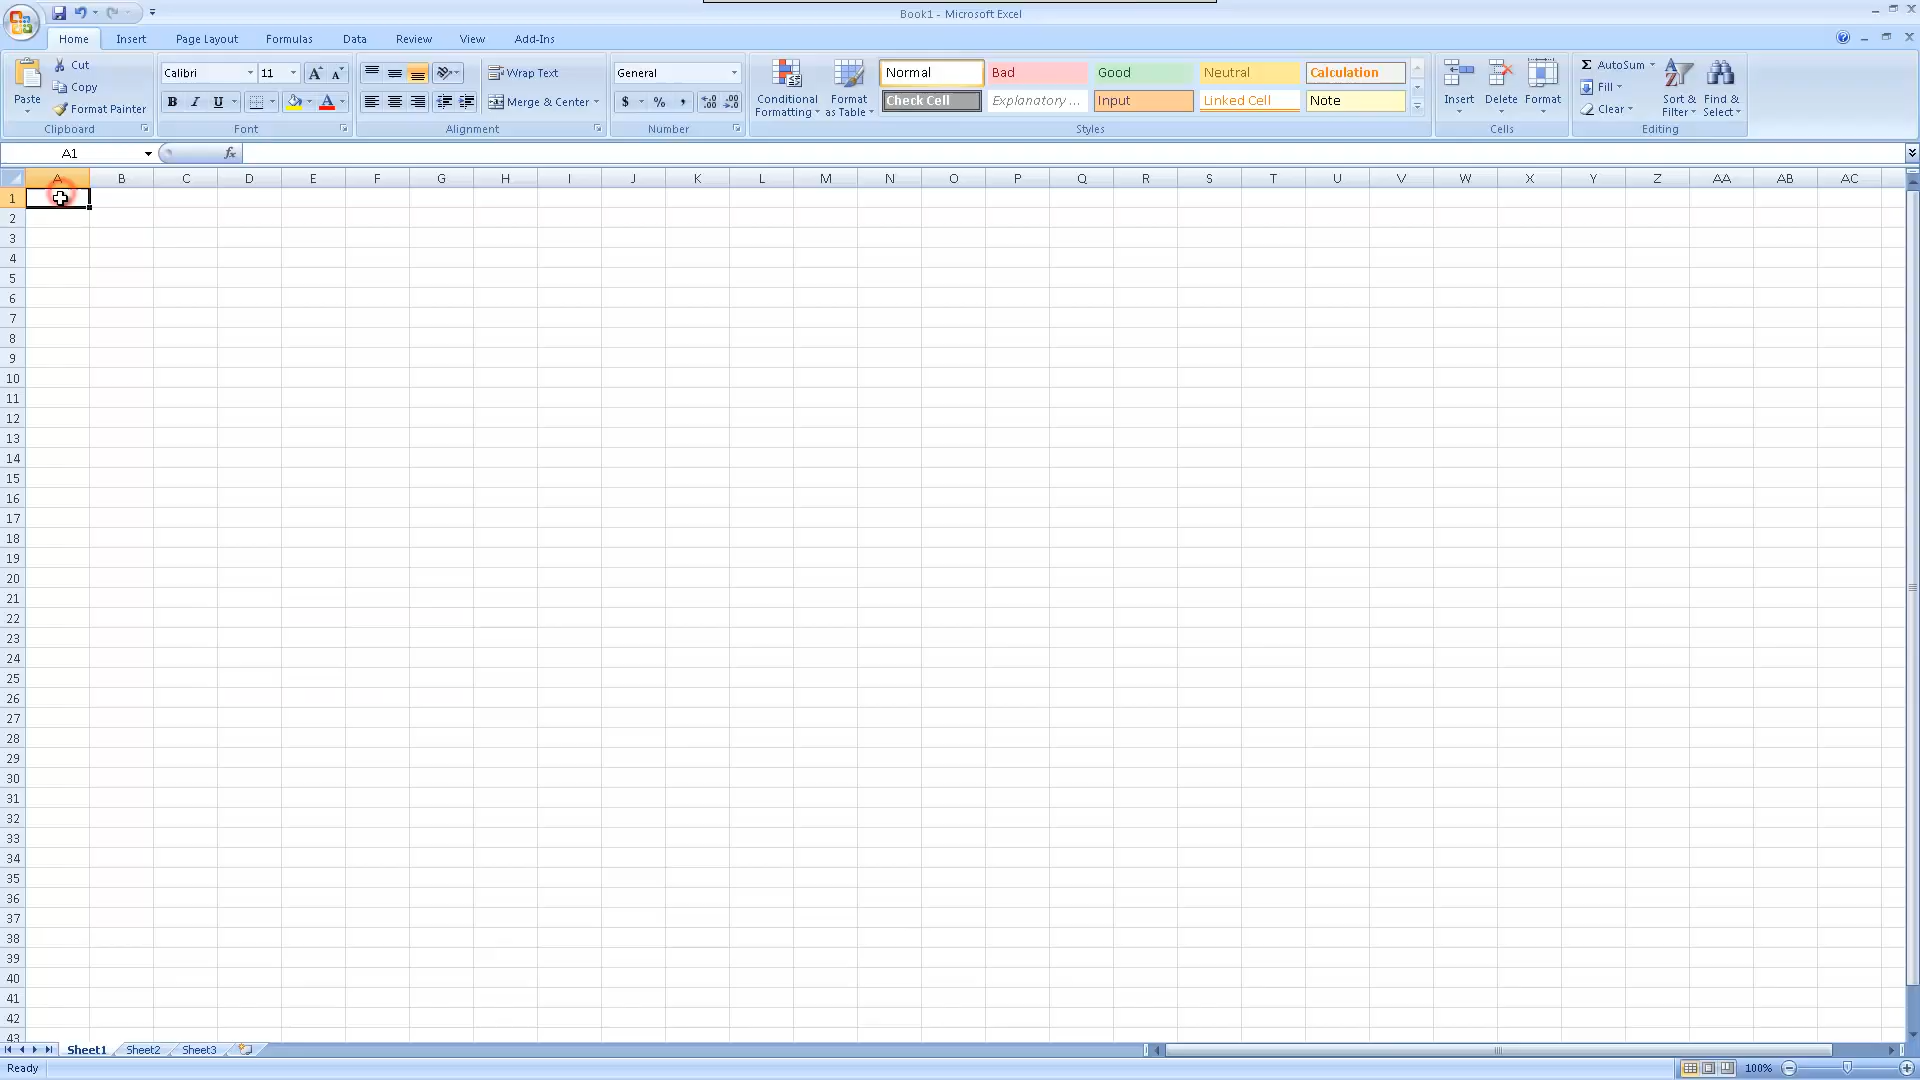 Book1 - Microsoft Excel
Home Insert Page Layout Formulas Data Review View Add-Ins
Paste
Cut
Copy
Format Painter
Clipboard
Calibri 11
B I U
Font
Wrap Text
Merge & Center
Alignment
General
$ % ,
Number
Conditional Formatting
Format as Table
Normal Bad Good Neutral Calculation
Check Cell Explanatory ... Input Linked Cell Note
Styles
Insert Delete Format
Cells
Σ AutoSum
Fill
Clear
Sort & Filter
Find & Select
Editing
A1 fx
A B C D E F G H I J K L M N O P Q R S T U V W X Y Z AA AB AC
1
2
3
4
5
6
7
8
9
10
11
12
13
14
15
16
17
18
19
20
21
22
23
24
25
26
27
28
29
30
31
32
33
34
35
36
37
38
39
40
41
42
43
Sheet1 Sheet2 Sheet3
Ready 100%